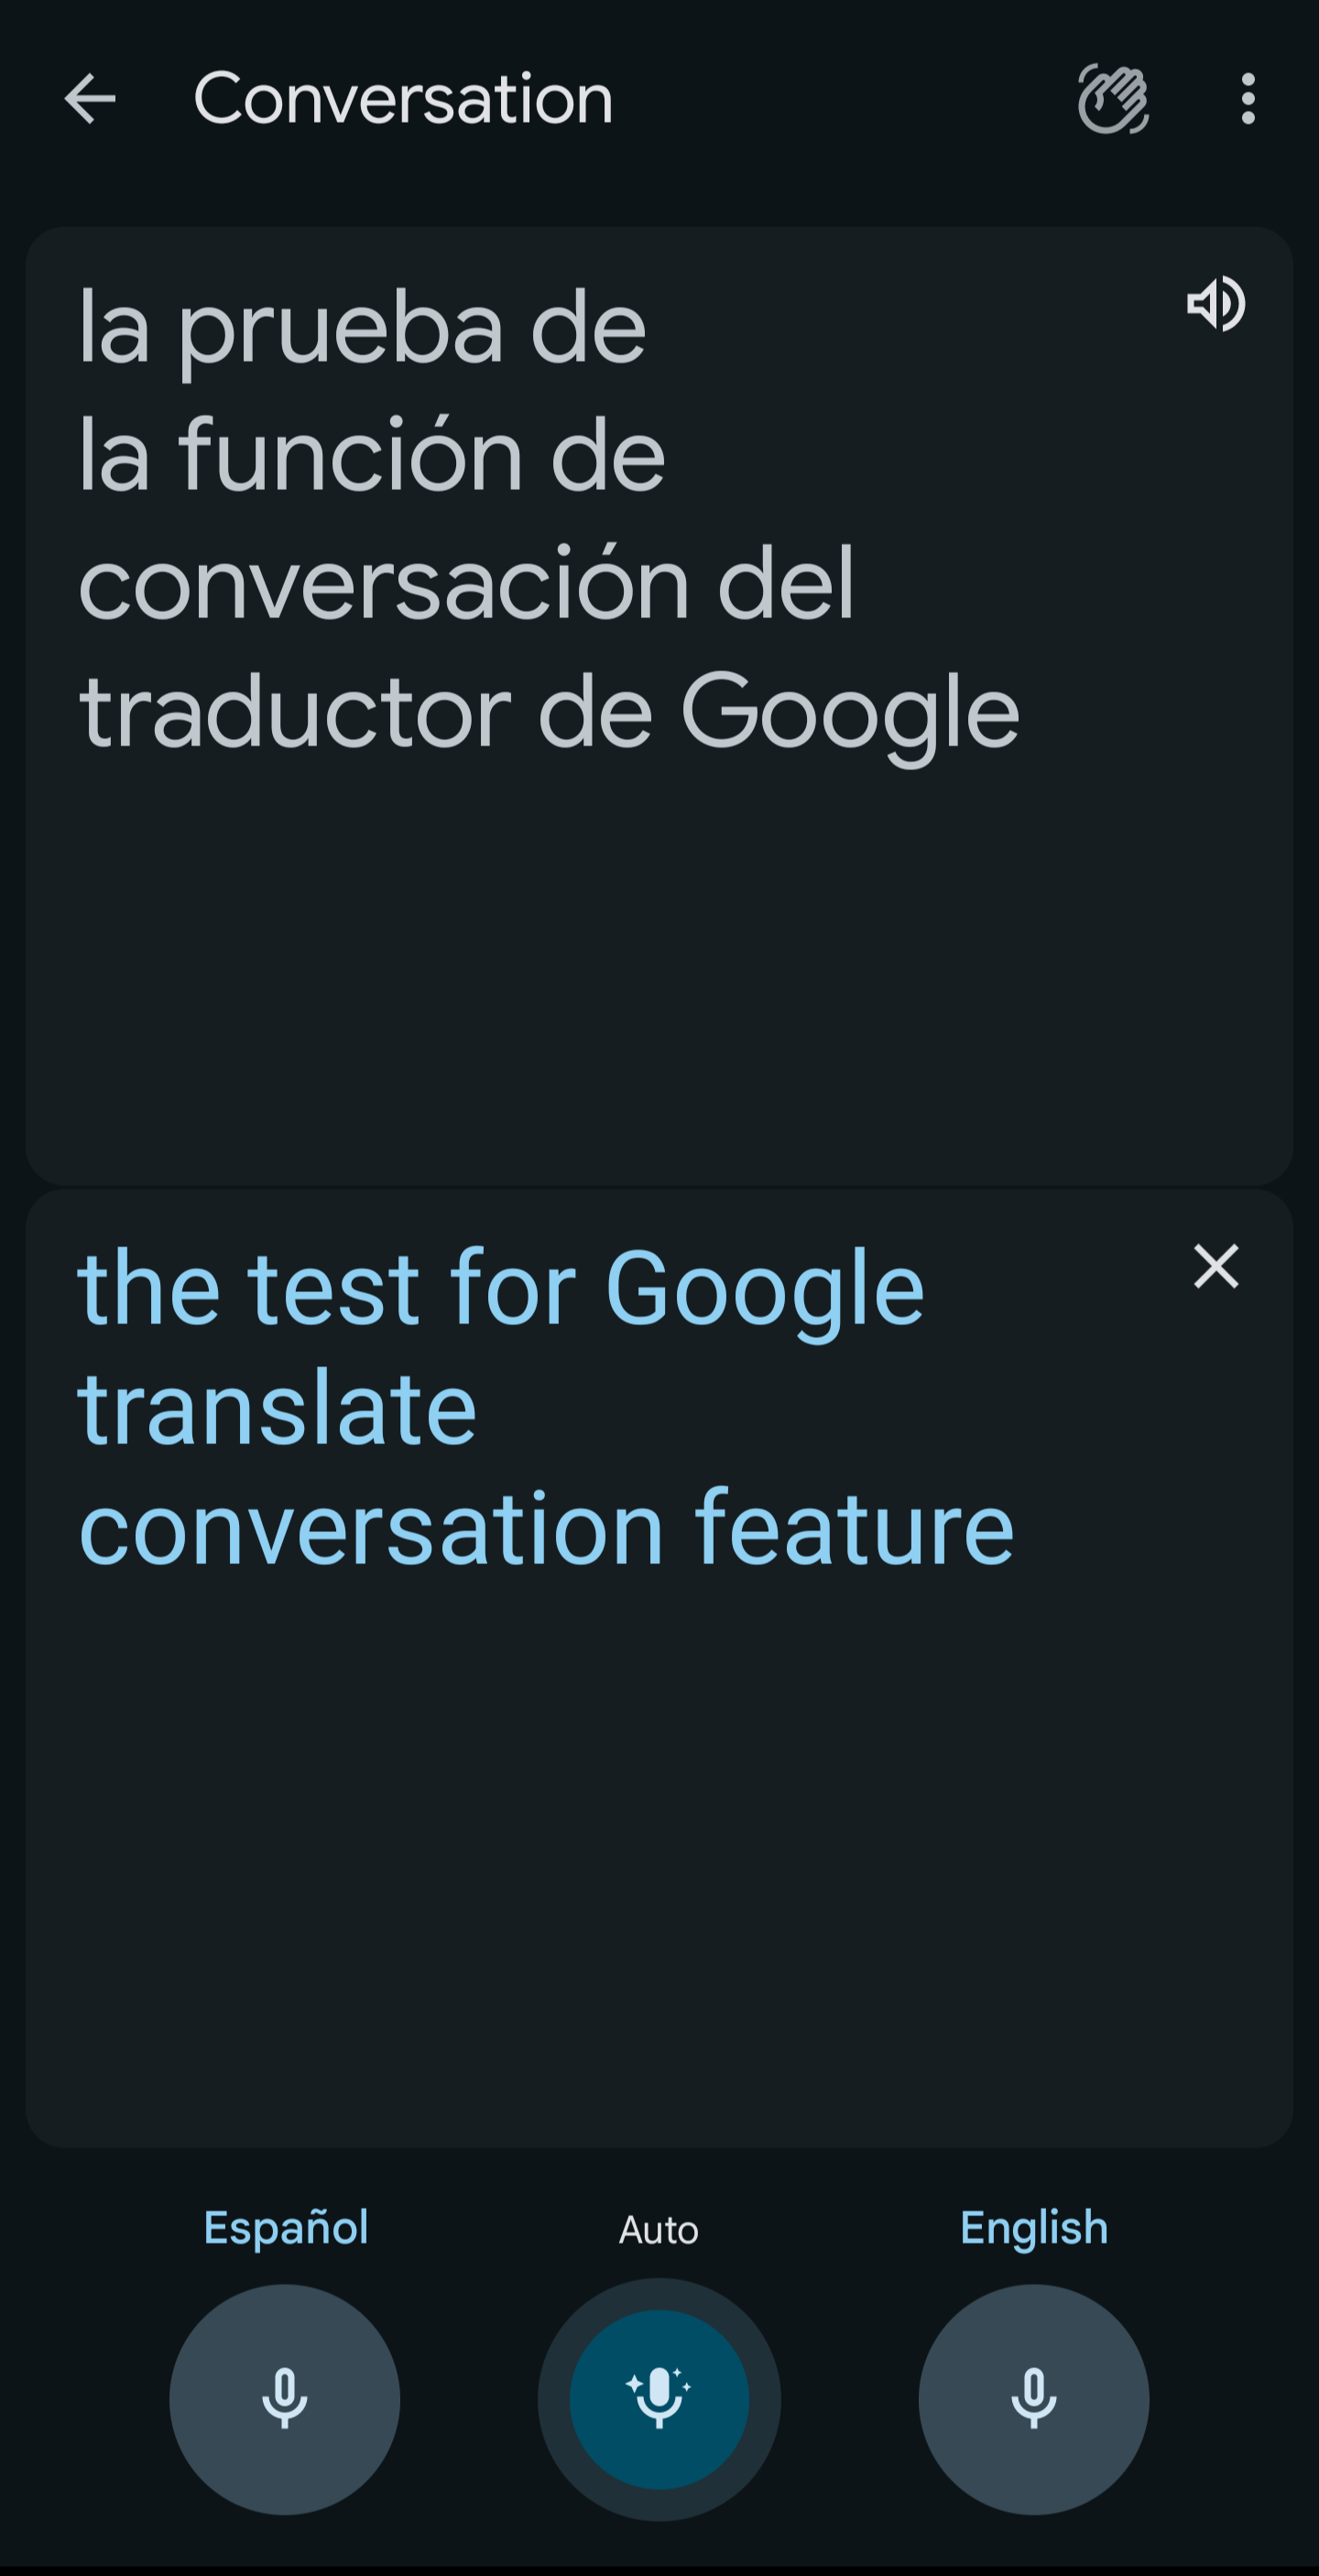 Conversation
la prueba de
la función de
conversación del
traductor de Google
the test for Google
translate
conversation feature
Español
Auto
English